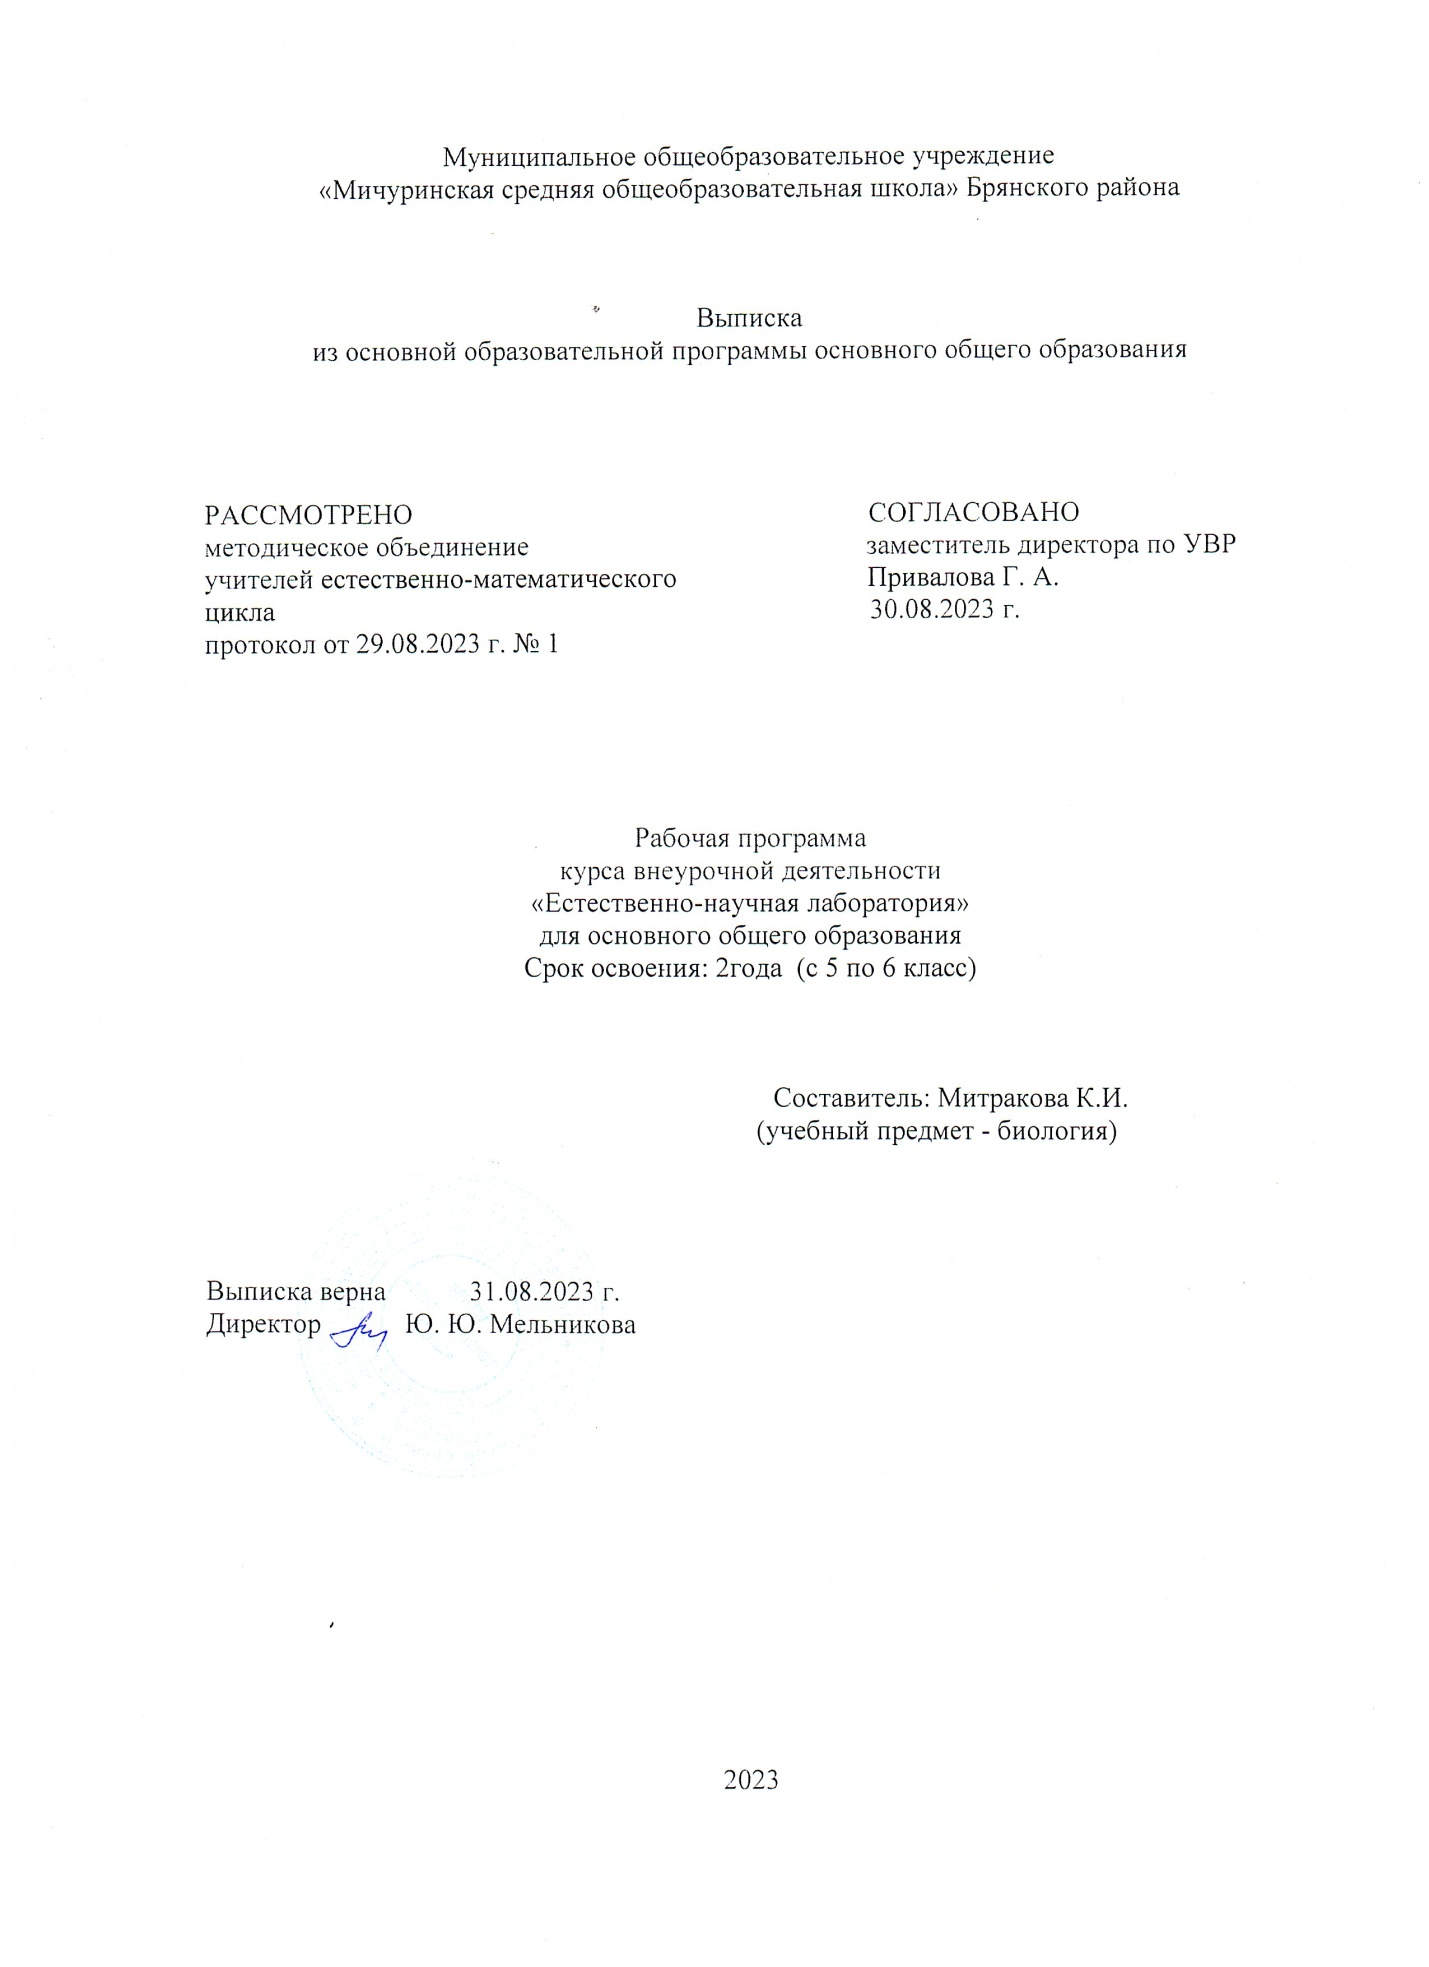 Муниципальное общеобразовательное учреждение
«Мичуринская средняя общеобразовательная школа» Брянского района
Выписка
из основной образовательной программы основного общего образования
РАССМОТРЕНО
методическое объединение
учителей естественно-математического
цикла
протокол от 29.08.2023 г. № 1
СОГЛАСОВАНО
заместитель директора по УВР
Привалова Г. А.
30.08.2023 г.
Рабочая программа
курса внеурочной деятельности
«Естественно-научная лаборатория»
для основного общего образования
Срок освоения: 2года (с 5 по 6 класс)
Составитель: Митракова К.И.
(учебный предмет - биология)
Выписка верна 31.08.2023 г.
Директор Ю. Ю. Мельникова
2023